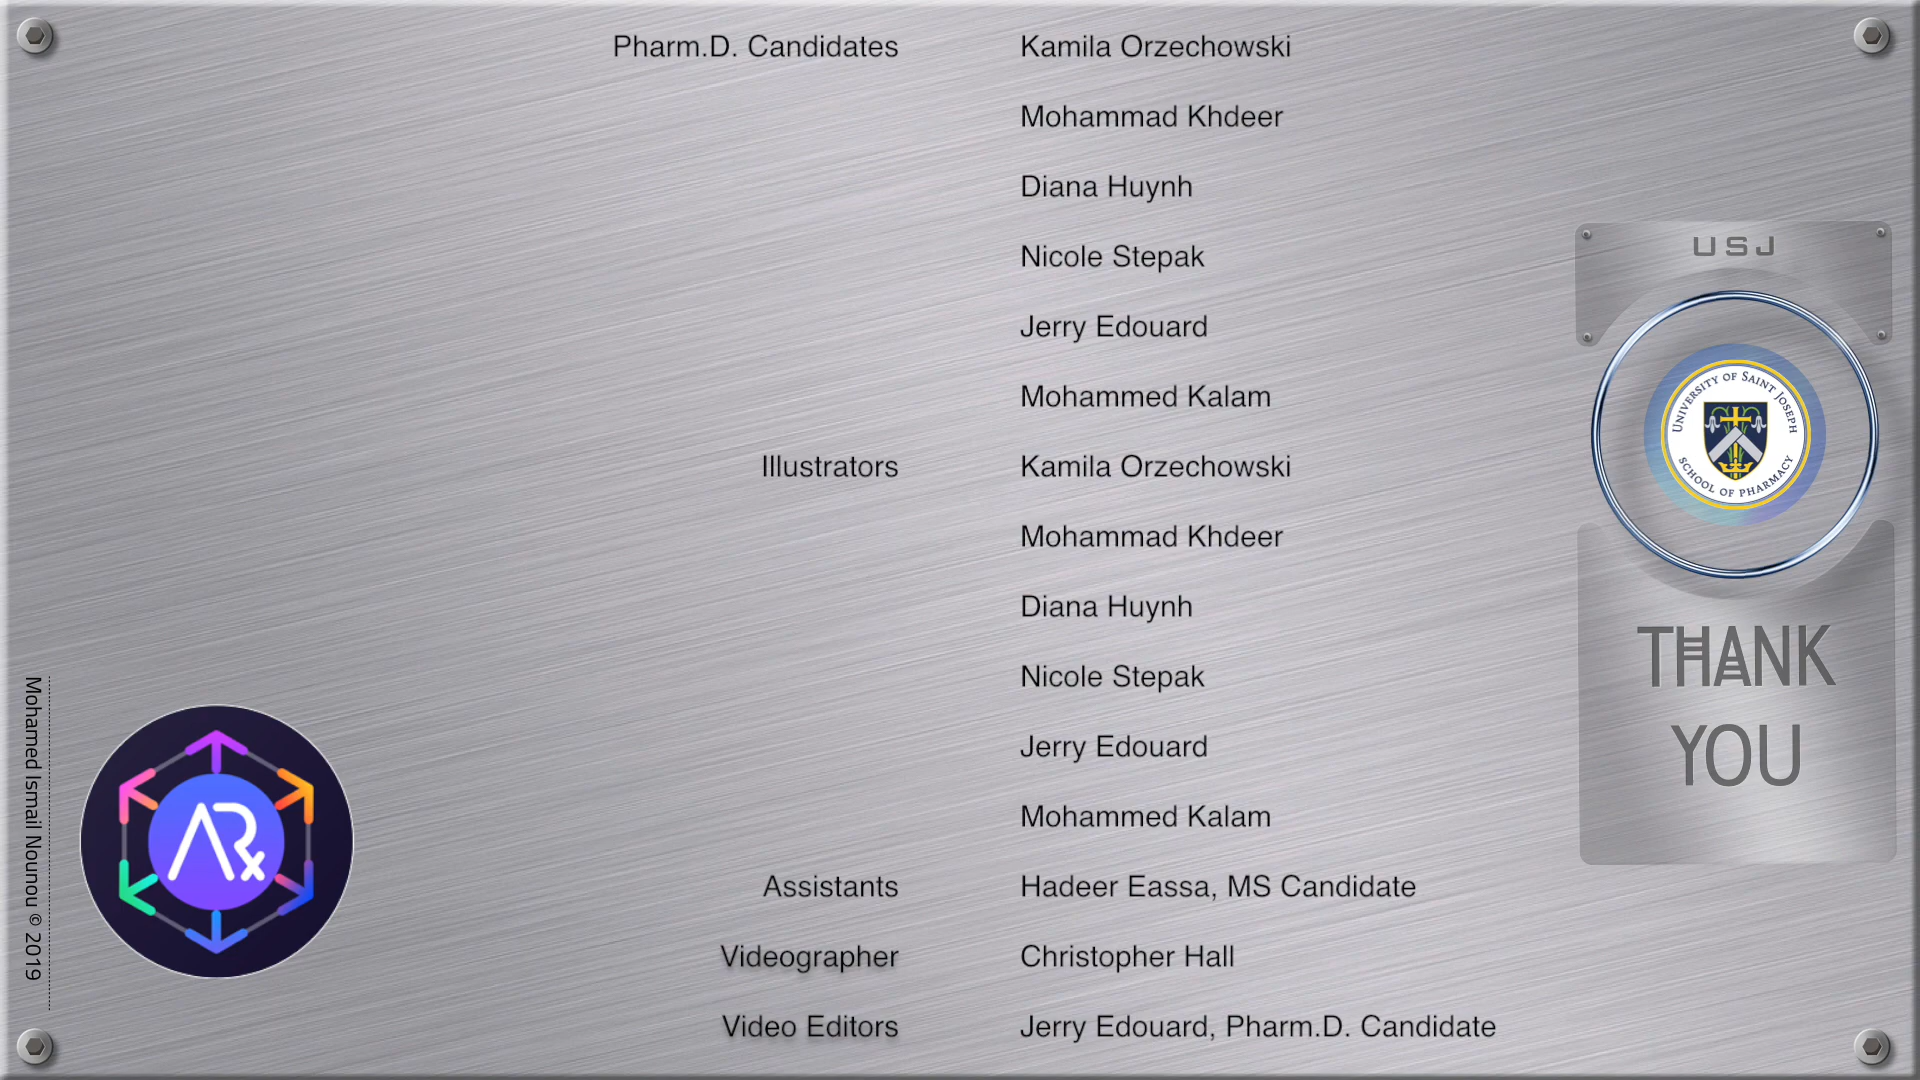 Pharm.D. Candidates Kamila Orzechowski
Mohammad Khdeer
Diana Huynh
Nicole Stepak
Jerry Edouard
Mohammed Kalam
Illustrators Kamila Orzechowski
Mohammad Khdeer
Diana Huynh
Nicole Stepak
Jerry Edouard
Mohammed Kalam
Assistants Hadeer Eassa, MS Candidate
Videographer Christopher Hall
Video Editors Jerry Edouard, Pharm.D. Candidate
USJ
UNIVERSITY OF SAINT JOSEPH
SCHOOL OF PHARMACY
THANK
YOU
Mohamed Ismail Nounou © 2019
ARx